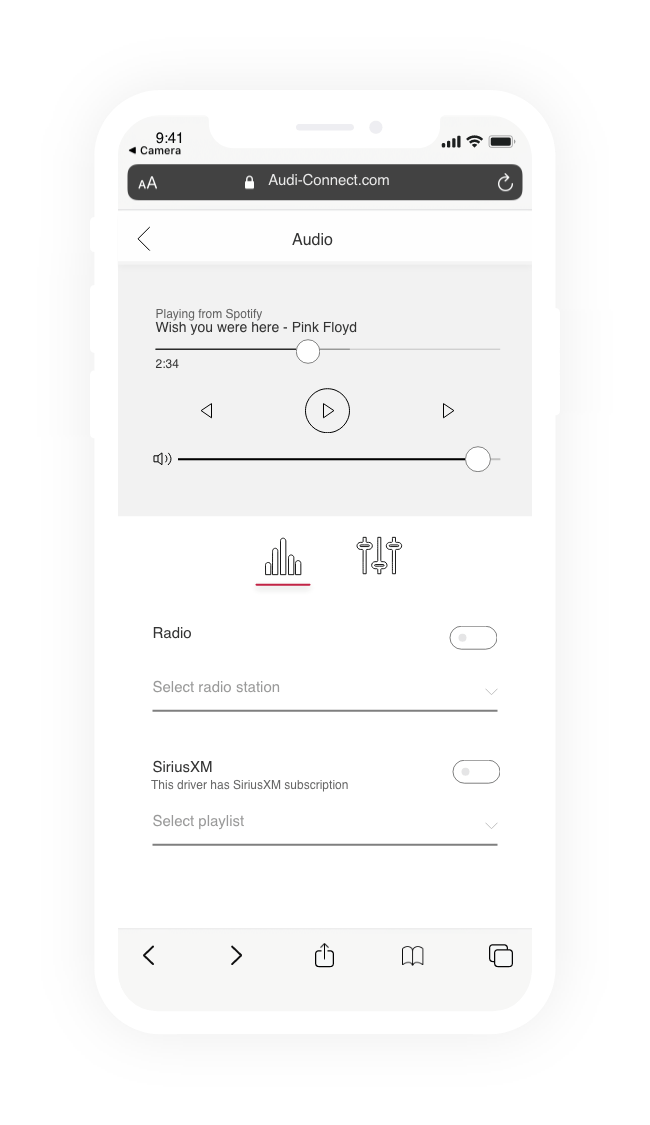 9:41
◀ Camera
AA
Audi-Connect.com
Audio
Playing from Spotify
Wish you were here - Pink Floyd
2:34
Radio
Select radio station
SiriusXM
This driver has SiriusXM subscription
Select playlist